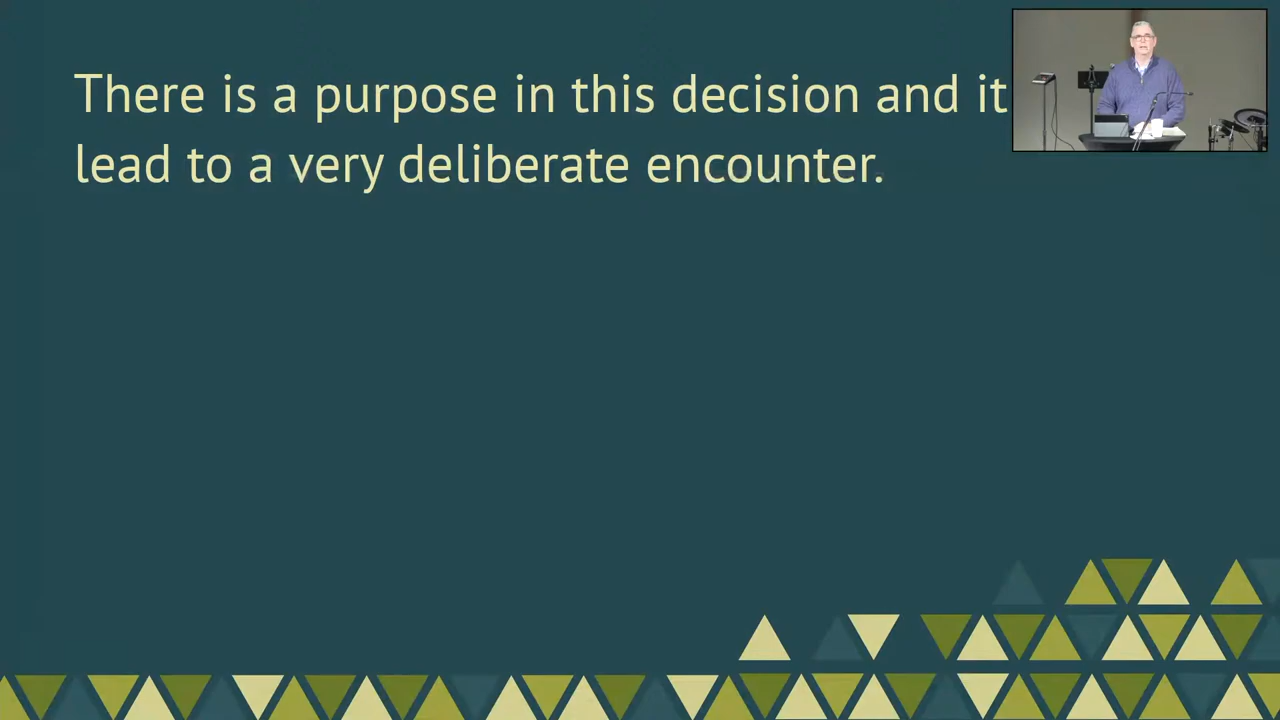 There is a purpose in this decision and it
lead to a very deliberate encounter.